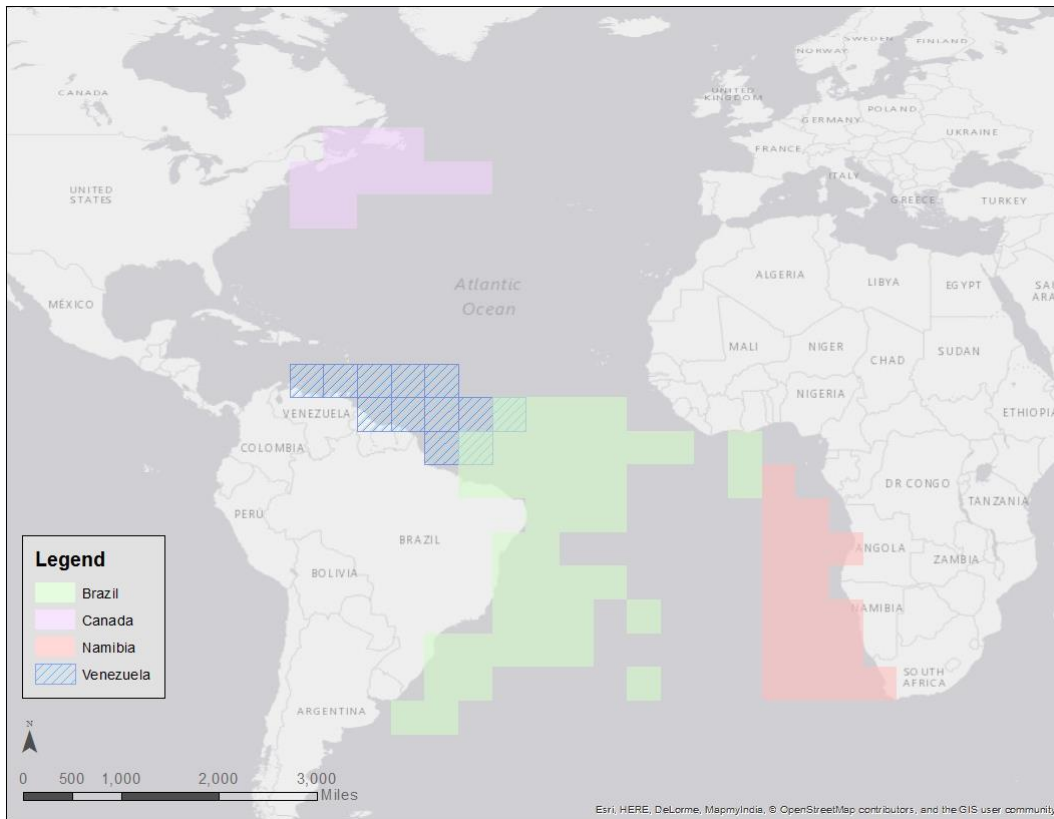 SWEDEN
FINLAND
NORWAY
CANADA
UNITED
KINGDOM
POLAND
GERMANY
UKRAINE
FRANCE
ITALY
UNITED
STATES
GREECE
TURKEY
ALGERIA
LIBYA
EGYPT
SAU
ARA
Atlantic
Ocean
MÉXICO
MALI
NIGER
CHAD
SUDAN
NIGERIA
VENEZUELA
ETHIOPIA
COLOMBIA
DR CONGO
TANZANIA
PERÚ
BRAZIL
ANGOLA
ZAMBIA
BOLIVIA
NAMIBIA
SOUTH
AFRICA
ARGENTINA
Legend
Brazil
Canada
Namibia
Venezuela
N
0 500 1,000 2,000 3,000
Miles
Esri, HERE, DeLorme, MapmyIndia, © OpenStreetMap contributors, and the GIS user community